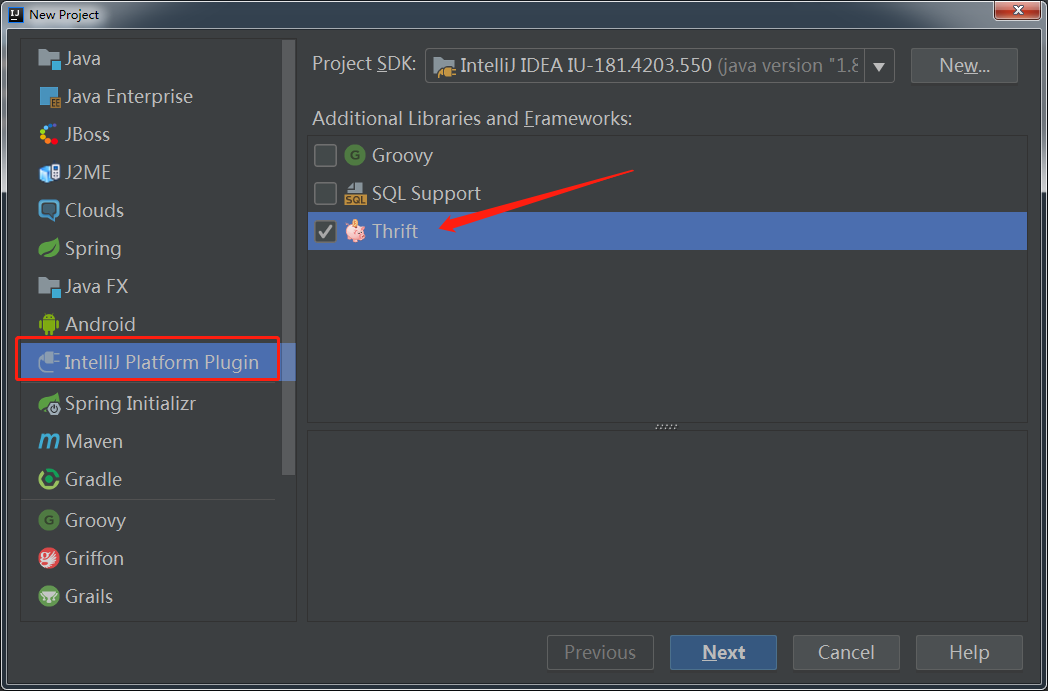 New Project
Java
Java Enterprise
JBoss
J2ME
Clouds
Spring
Java FX
Android
IntelliJ Platform Plugin
Spring Initializr
Maven
Gradle
Groovy
Griffon
Grails
Project SDK: IntelliJ IDEA IU-181.4203.550 (java version "1.8 New...
Additional Libraries and Frameworks:
Groovy
SQL Support
Thrift
Previous Next Cancel Help